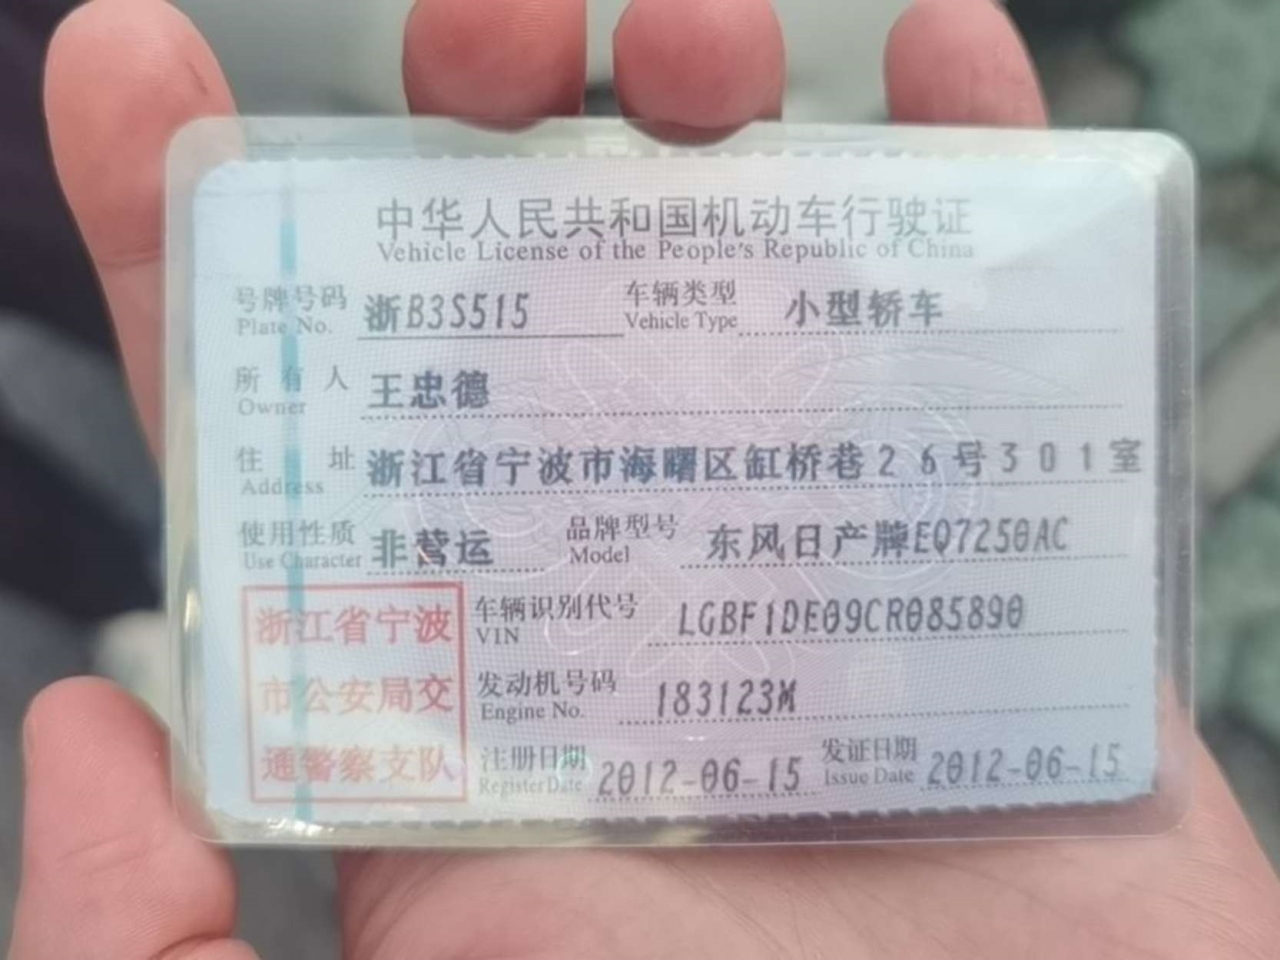 中华人民共和国机动车行驶证
Vehicle License of the People's Republic of China
号牌号码 浙B3S515 车辆类型 小型轿车
Plate No. Vehicle Type
所有人 王忠德
Owner
住址 浙江省宁波市海曙区缸桥巷26号301室
Address
使用性质 非营运 品牌型号 东风日产牌EQ7250AC
Use Character Model
浙江省宁波
市公安局交
通警察支队
车辆识别代号 LGBF1DE09CR085890
VIN
发动机号码 183123M
Engine No.
注册日期 2012-06-15 发证日期 2012-06-15
Register Date Issue Date